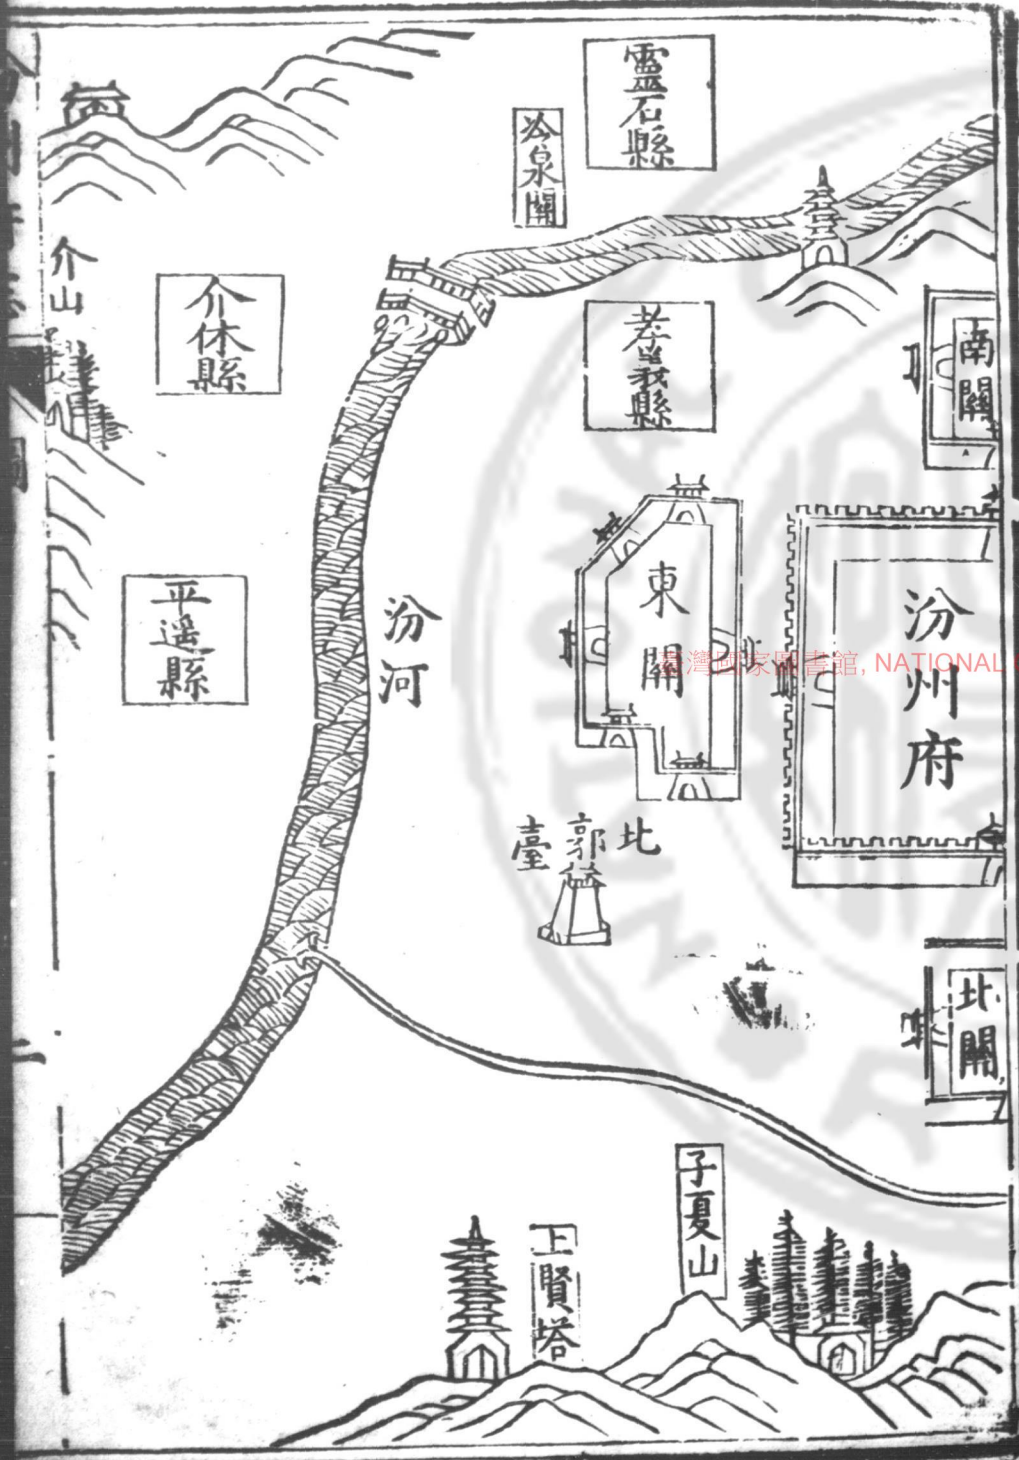 靈石縣
冷泉關
介山
介休縣
孝義縣
南關
平遥縣
汾河
東關
汾州府
臺灣國家圖書館, NATIONAL
北郭臺
北關
子夏山
上賢塔
二